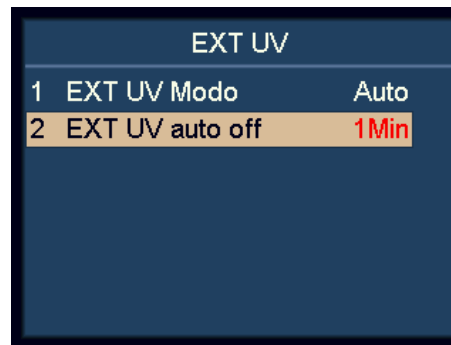 EXT UV
1 EXT UV Modo Auto
2 EXT UV auto off 1Min